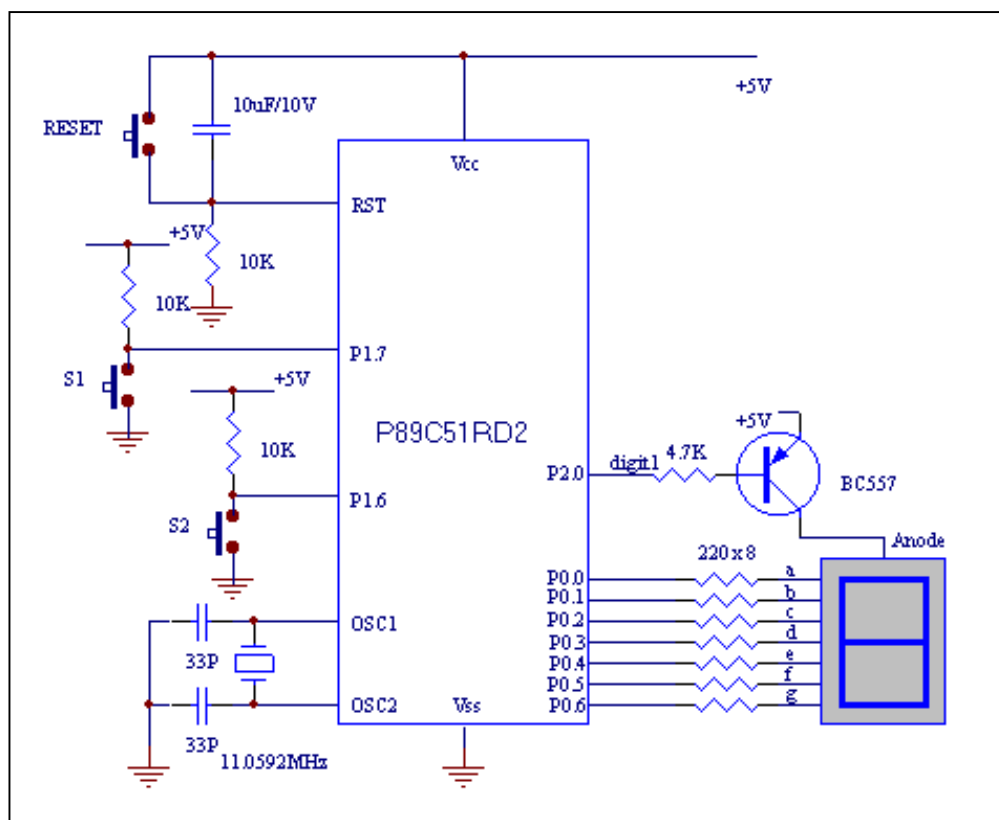 +5V
10uF/10V
RESET
Vcc
RST
+5V
10K
10K
P1.7
S1
+5V
P89C51RD2
10K
+5V
digit1
4.7K
P2.0
BC557
P1.6
S2
Anode
220 x 8
P0.0
a
P0.1
b
P0.2
c
P0.3
d
P0.4
e
P0.5
f
P0.6
g
OSC1
33P
OSC2
Vss
33P
11.0592MHz